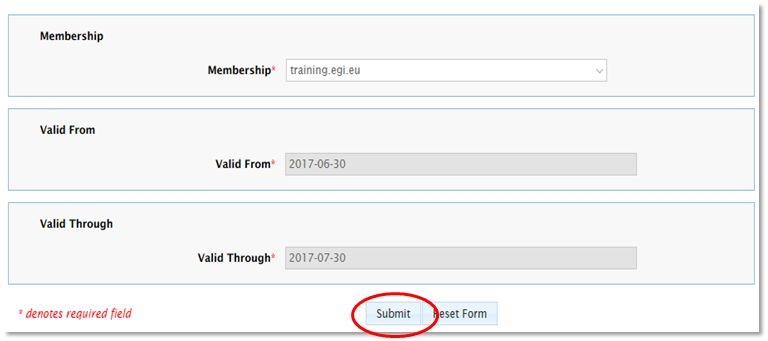 Membership
Membership* training.egi.eu
Valid From
Valid From* 2017-06-30
Valid Through
Valid Through* 2017-07-30
* denotes required field Submit Reset Form